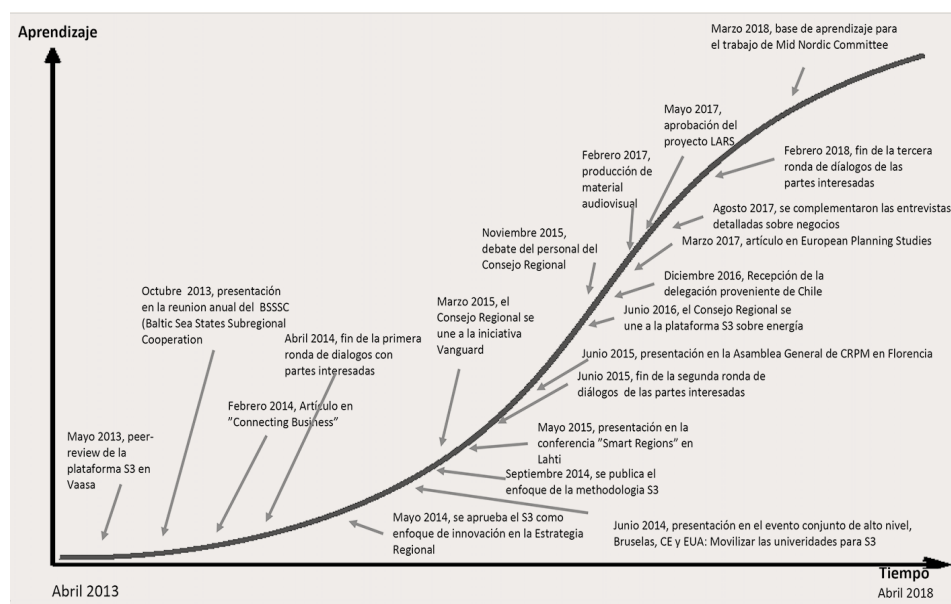 Aprendizaje
Marzo 2018, base de aprendizaje para
el trabajo de Mid Nordic Committee
Mayo 2017,
aprobación del
proyecto LARS
Febrero 2017,
producción de
material
audiovisual
Febrero 2018, fin de la tercera
ronda de díalogos de las
partes interesadas
Agosto 2017, se complementaron las entrevistas
detalladas sobre negocios
Marzo 2017, artículo en European Planning Studies
Noviembre 2015,
debate del personal del
Consejo Regional
Diciembre 2016, Recepción de la
delegación proveniente de Chile
Octubre 2013, presentación
en la reunion anual del BSSSC
(Baltic Sea States Subregional
Cooperation
Marzo 2015, el
Consejo Regional se
une a la iniciativa
Vanguard
Junio 2016, el Consejo Regional se
une a la plataforma S3 sobre energía
Abril 2014, fin de la primera
ronda de dialogos con
partes interesadas
Junio 2015, presentación en la Asamblea General de CRPM en Florencia
Junio 2015, fin de la segunda ronda de
diálogos de las partes interesadas
Febrero 2014, Artículo en
"Connecting Business"
Mayo 2013, peer-
review de la
plataforma S3 en
Vaasa
Mayo 2015, presentación en la
conferencia "Smart Regions" en
Lahti
Septiembre 2014, se publica el
enfoque de la methodologia S3
Mayo 2014, se aprueba el S3 como
enfoque de innovación en la Estrategia
Regional
Junio 2014, presentación en el evento conjunto de alto nivel,
Bruselas, CE y EUA: Movilizar las univeridades para S3
Tiempo
Abril 2013
Abril 2018